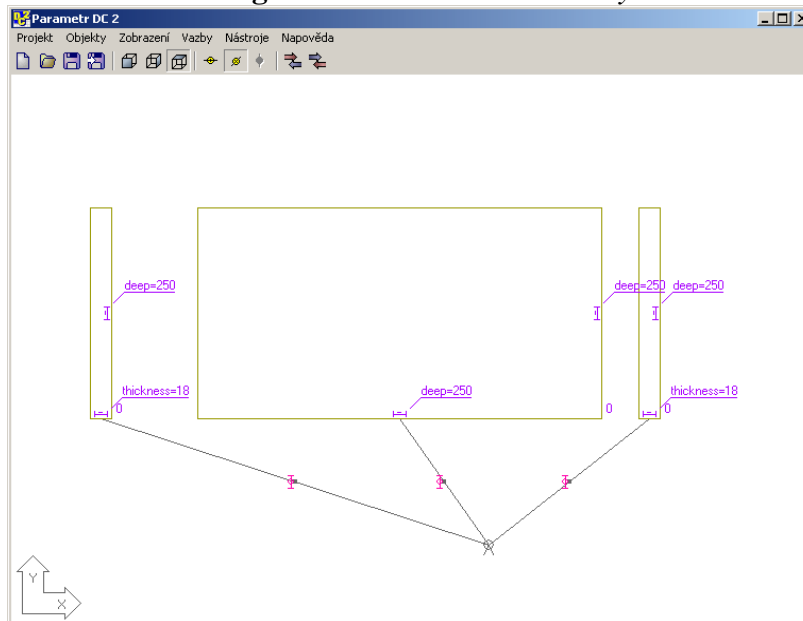 Parametr DC 2
Projekt Objekty Zobrazení Vazby Nástroje Nápověda
deep=250 deep=250 deep=250
thickness=18 deep=250 thickness=18
0 0 0
Y
X